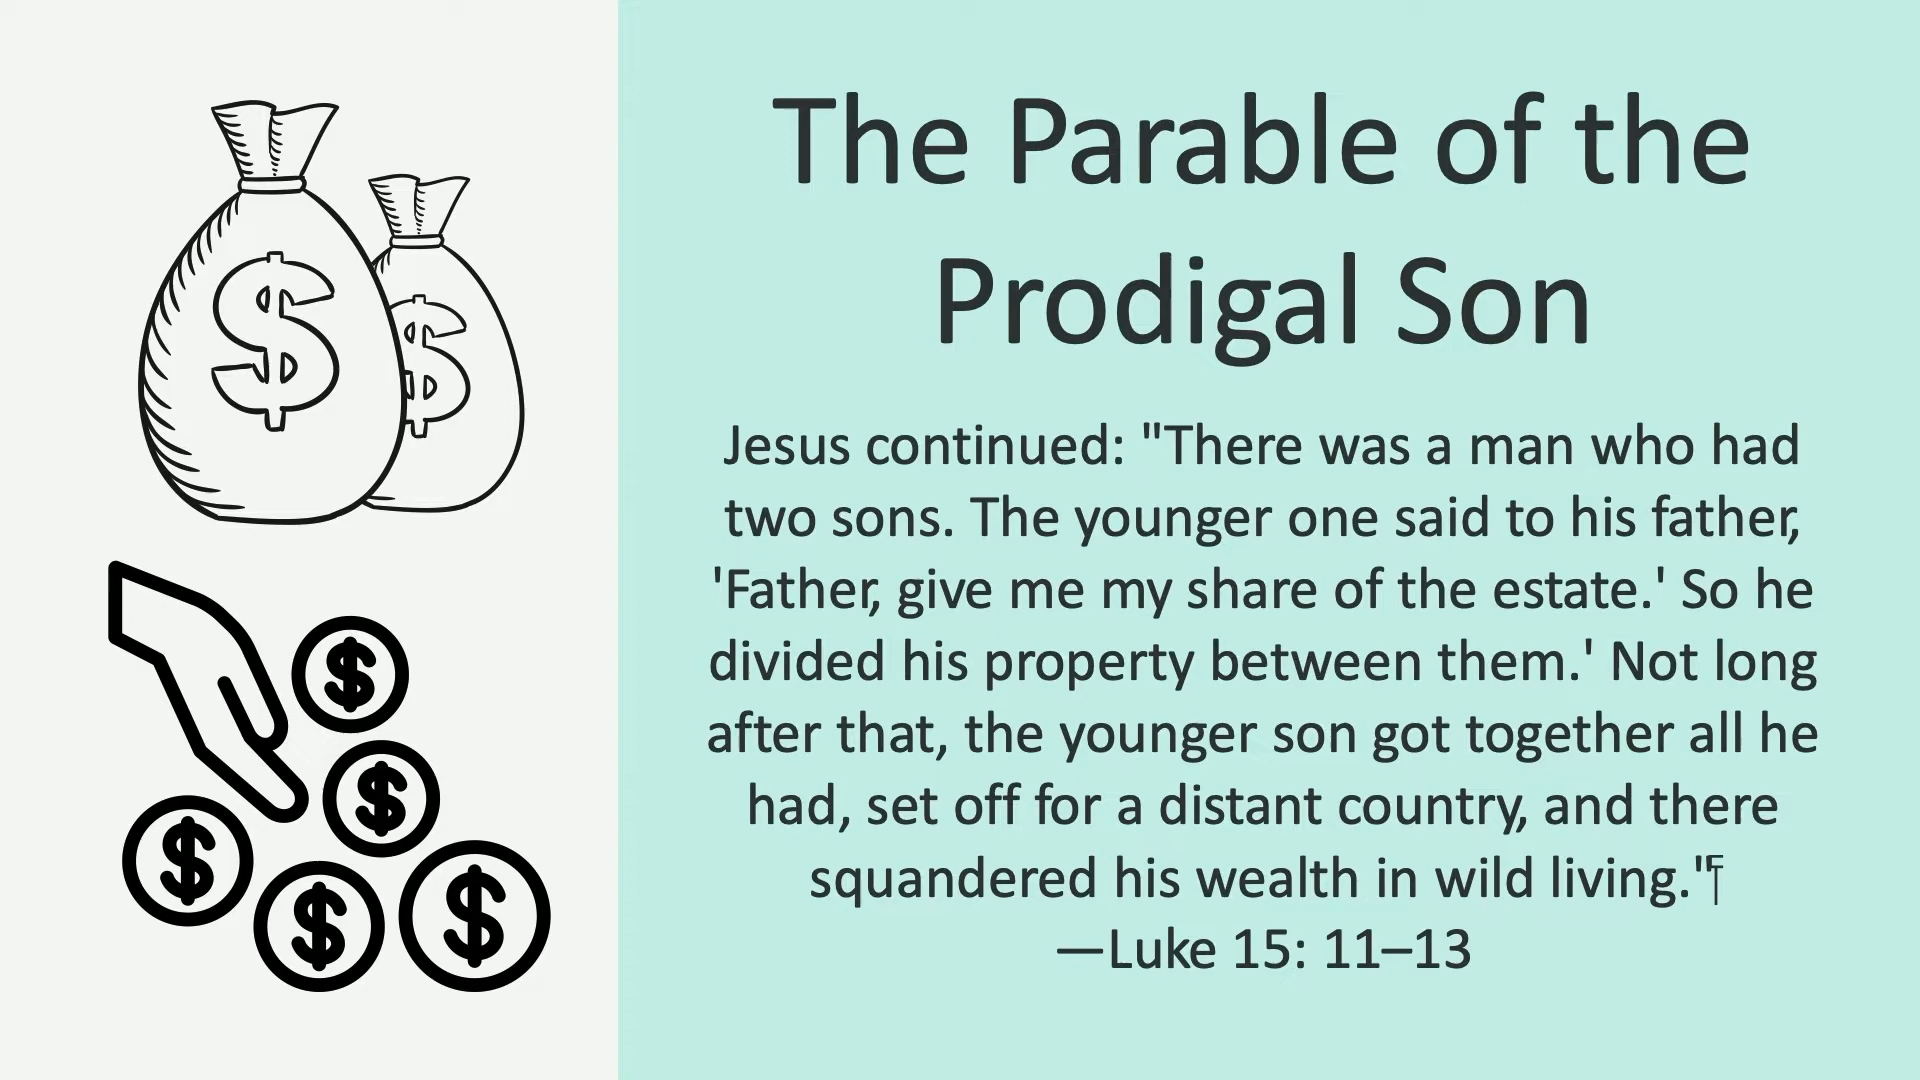 The Parable of the
Prodigal Son
Jesus continued: "There was a man who had
two sons. The younger one said to his father,
'Father, give me my share of the estate.' So he
divided his property between them.' Not long
after that, the younger son got together all he
had, set off for a distant country, and there
squandered his wealth in wild living."
—Luke 15: 11–13
$
$
$
$
$
$
$